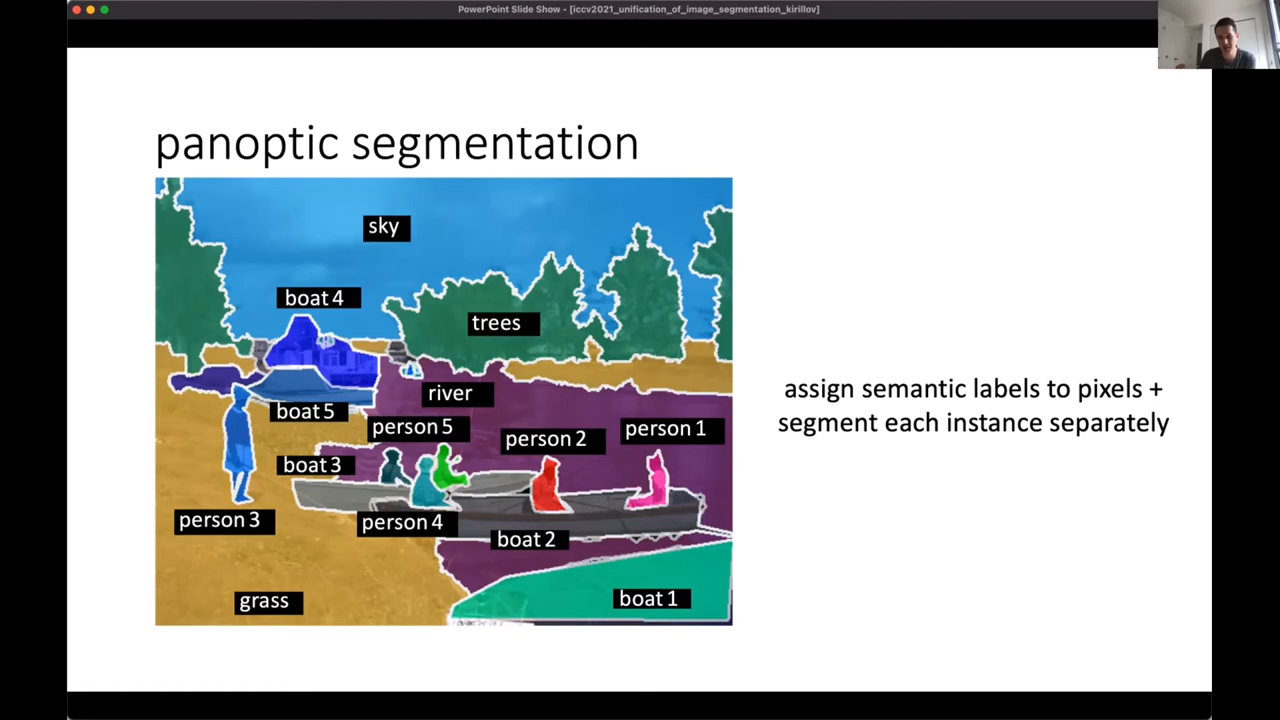 PowerPoint Slide Show - [iccv2021_unification_of_image_segmentation_kirillov]
panoptic segmentation
sky
boat 4
trees
river
boat 5
person 5
person 2
person 1
boat 3
person 3
person 4
boat 2
grass
boat 1
assign semantic labels to pixels +
segment each instance separately